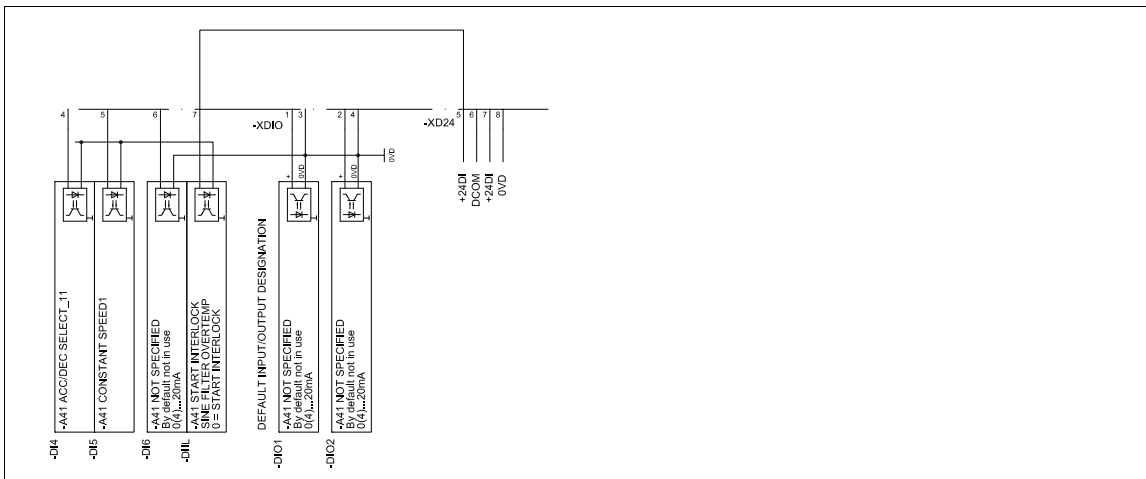 4
5
6
7
1
3
2
4
5
6
7
8
-XDIO
-XD24
0VD
+
0VD
+
0VD
+24DI
DCOM
+24DI
0VD
-A41 ACC/DEC SELECT_11
-A41 CONSTANT SPEED1
-A41 NOT SPECIFIED
By default not in use
0(4)...20mA
-A41 START INTERLOCK
SINE FILTER OVERTEMP
0 = START INTERLOCK
DEFAULT INPUT/OUTPUT DESIGNATION
-A41 NOT SPECIFIED
By default not in use
0(4)...20mA
-A41 NOT SPECIFIED
By default not in use
0(4)...20mA
-DI4
-DI5
-DI6
-DIIL
-DIO1
-DIO2